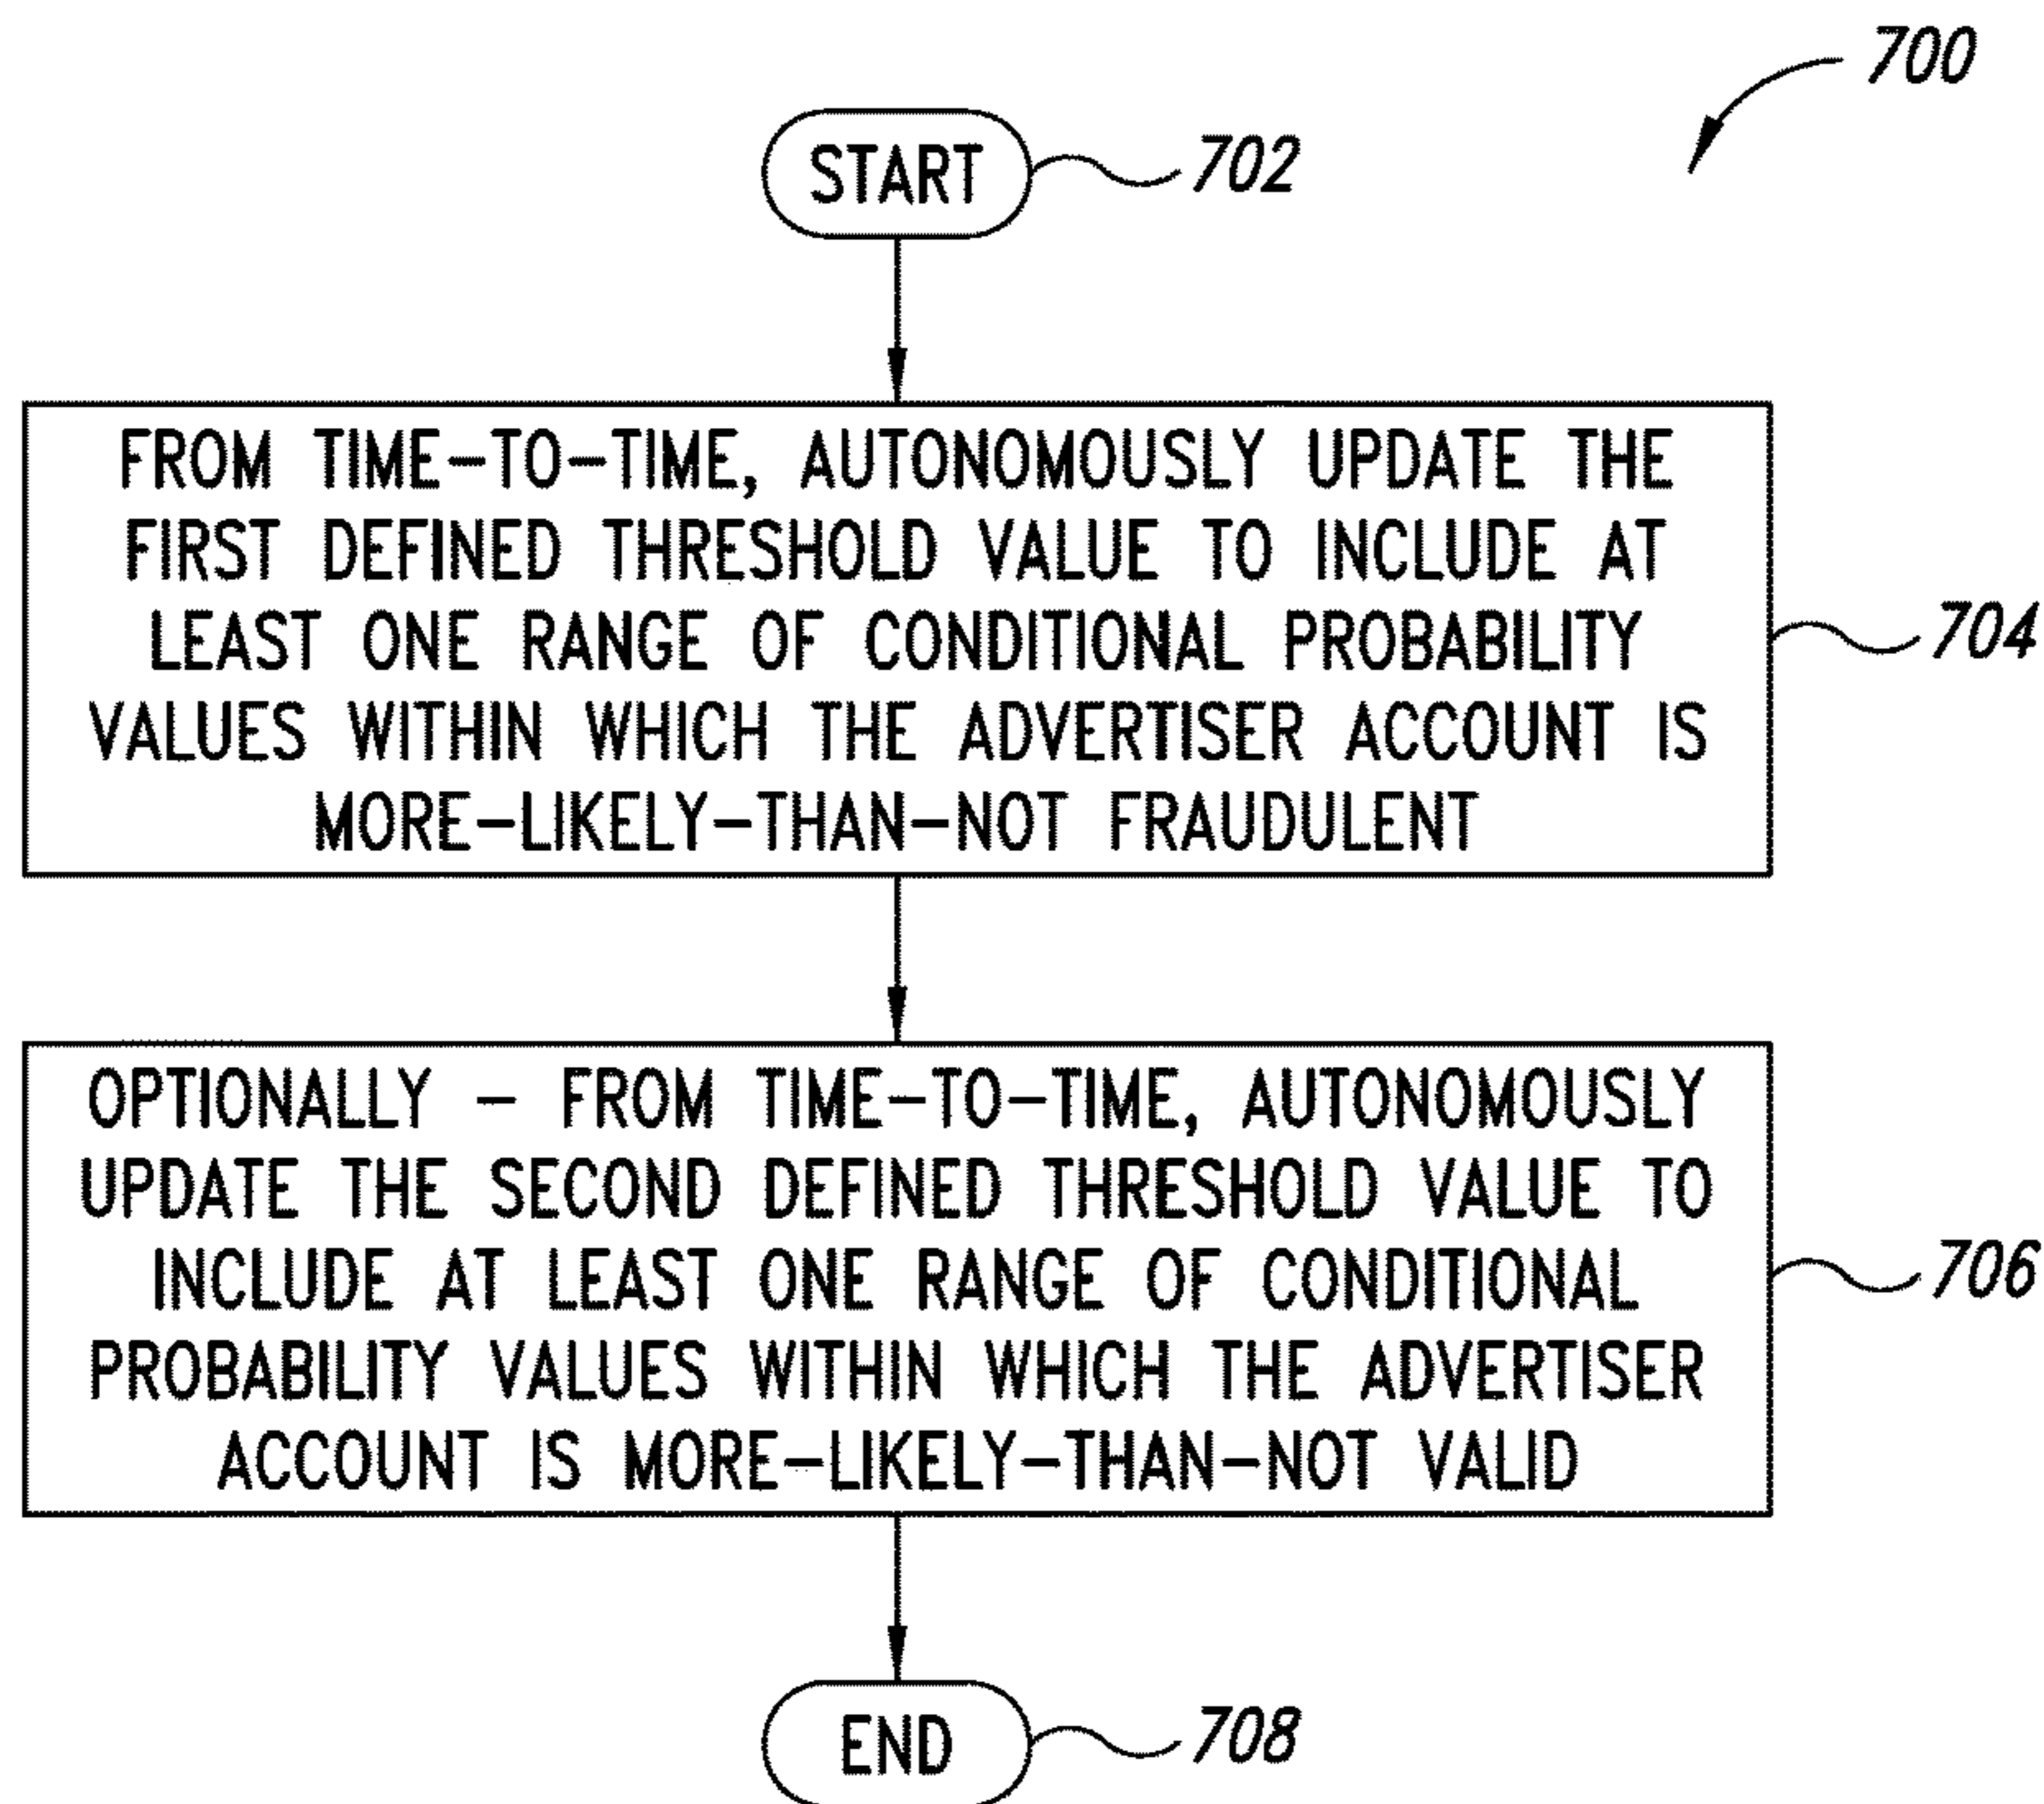 700
START
702
FROM TIME-TO-TIME, AUTONOMOUSLY UPDATE THE
FIRST DEFINED THRESHOLD VALUE TO INCLUDE AT
LEAST ONE RANGE OF CONDITIONAL PROBABILITY
VALUES WITHIN WHICH THE ADVERTISER ACCOUNT IS
MORE-LIKELY-THAN-NOT FRAUDULENT
704
OPTIONALLY - FROM TIME-TO-TIME, AUTONOMOUSLY
UPDATE THE SECOND DEFINED THRESHOLD VALUE TO
INCLUDE AT LEAST ONE RANGE OF CONDITIONAL
PROBABILITY VALUES WITHIN WHICH THE ADVERTISER
ACCOUNT IS MORE-LIKELY-THAN-NOT VALID
706
END
708